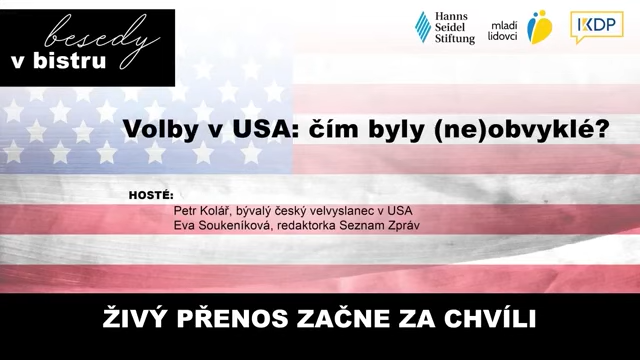 besedy
v bistru
Hanns
Seidel
Stiftung
mladí
lidovci
IKDP
Volby v USA: čím byly (ne)obvyklé?
HOSTÉ:
Petr Kolář, bývalý český velvyslanec v USA
Eva Soukeníková, redaktorka Seznam Zpráv
ŽIVÝ PŘENOS ZAČNE ZA CHVÍLI